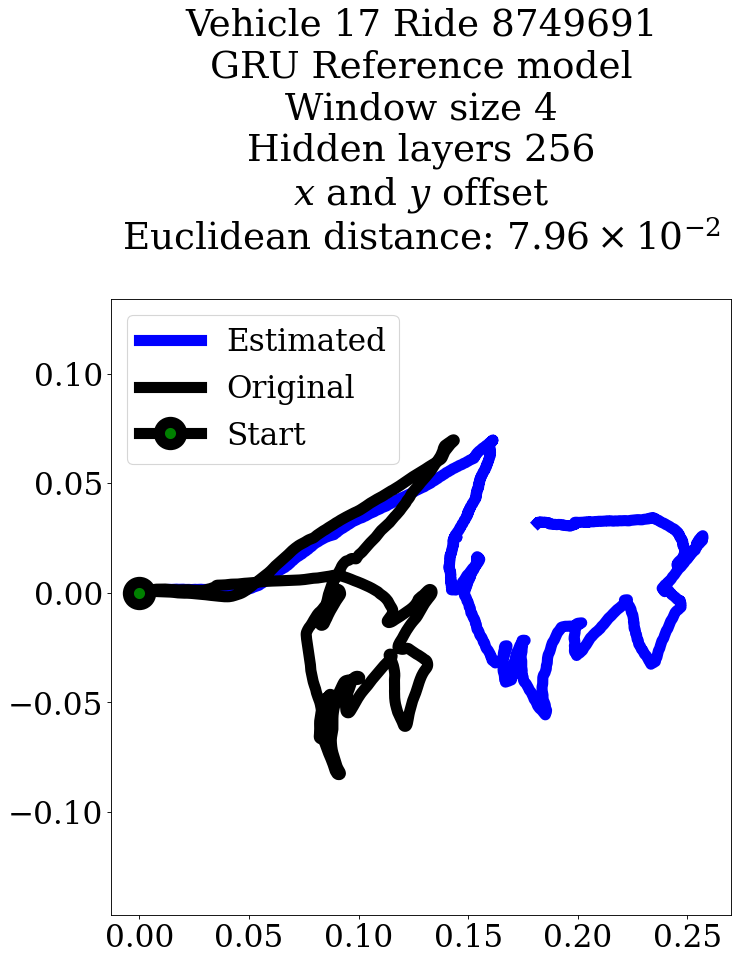 Vehicle 17 Ride 8749691
GRU Reference model
Window size 4
Hidden layers 256
x and y offset
Euclidean distance: 7.96 × 10⁻²
Estimated
Original
Start
0.10
0.05
0.00
−0.05
−0.10
0.00 0.05 0.10 0.15 0.20 0.25